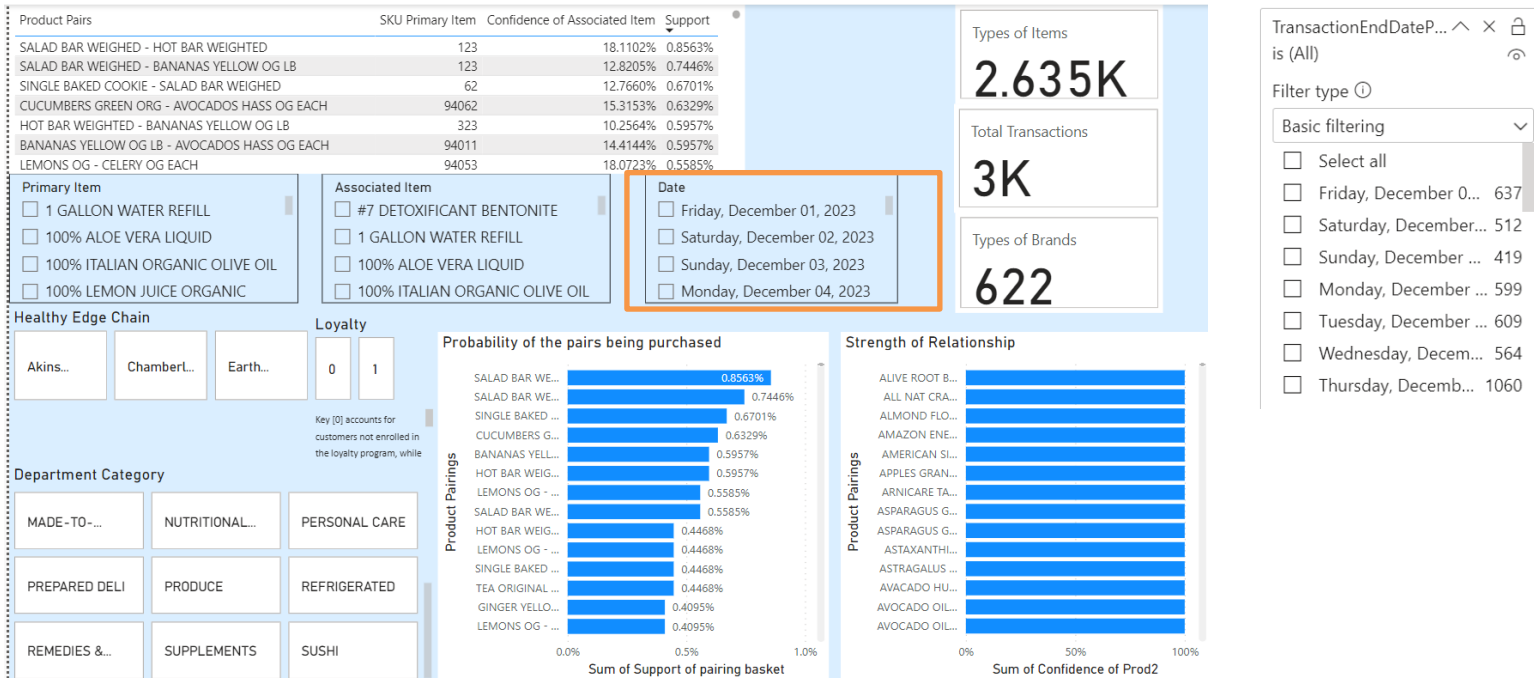 Product Pairs SKU Primary Item Confidence of Associated Item Support
SALAD BAR WEIGHED - HOT BAR WEIGHTED 123 18.1102% 0.8563%
SALAD BAR WEIGHED - BANANAS YELLOW OG LB 123 12.8205% 0.7446%
SINGLE BAKED COOKIE - SALAD BAR WEIGHED 62 12.7660% 0.6701%
CUCUMBERS GREEN ORG - AVOCADOS HASS OG EACH 94062 15.3153% 0.6329%
HOT BAR WEIGHTED - BANANAS YELLOW OG LB 323 10.2564% 0.5957%
BANANAS YELLOW OG LB - AVOCADOS HASS OG EACH 94011 14.4144% 0.5957%
LEMONS OG - CELERY OG EACH 94053 18.0723% 0.5585%
Primary Item
1 GALLON WATER REFILL
100% ALOE VERA LIQUID
100% ITALIAN ORGANIC OLIVE OIL
100% LEMON JUICE ORGANIC
Associated Item
#7 DETOXIFICANT BENTONITE
1 GALLON WATER REFILL
100% ALOE VERA LIQUID
100% ITALIAN ORGANIC OLIVE OIL
Date
Friday, December 01, 2023
Saturday, December 02, 2023
Sunday, December 03, 2023
Monday, December 04, 2023
Types of Items
2.635K
Total Transactions
3K
Types of Brands
622
Healthy Edge Chain
Akins...
Chamberl...
Earth...
Loyalty
0
1
Key [0] accounts for
customers not enrolled in
the loyalty program, while
Department Category
MADE-TO-...
NUTRITIONAL...
PERSONAL CARE
PREPARED DELI
PRODUCE
REFRIGERATED
REMEDIES &...
SUPPLEMENTS
SUSHI
Probability of the pairs being purchased
Product Pairings
SALAD BAR WE... 0.8563%
SALAD BAR WE... 0.7446%
SINGLE BAKED ... 0.6701%
CUCUMBERS G... 0.6329%
BANANAS YELL... 0.5957%
HOT BAR WEIG... 0.5957%
LEMONS OG - ... 0.5585%
SALAD BAR WE... 0.5585%
HOT BAR WEIG... 0.4468%
LEMONS OG - ... 0.4468%
SINGLE BAKED ... 0.4468%
TEA ORIGINAL ... 0.4468%
GINGER YELLO... 0.4095%
LEMONS OG - ... 0.4095%
0.0% 0.5% 1.0%
Sum of Support of pairing basket
Strength of Relationship
Product Pairings
ALIVE ROOT B...
ALL NAT CRA...
ALMOND FLO...
AMAZON ENE...
AMERICAN SI...
APPLES GRAN...
ARNICARE TA...
ASPARAGUS G...
ASPARAGUS G...
ASTAXANTHI...
ASTRAGALUS ...
AVACADO HU...
AVOCADO OIL...
AVOCADO OIL...
0% 50% 100%
Sum of Confidence of Prod2
TransactionEndDateP...
is (All)
Filter type
Basic filtering
Select all
Friday, December 0... 637
Saturday, December... 512
Sunday, December ... 419
Monday, December ... 599
Tuesday, December ... 609
Wednesday, Decem... 564
Thursday, Decemb... 1060